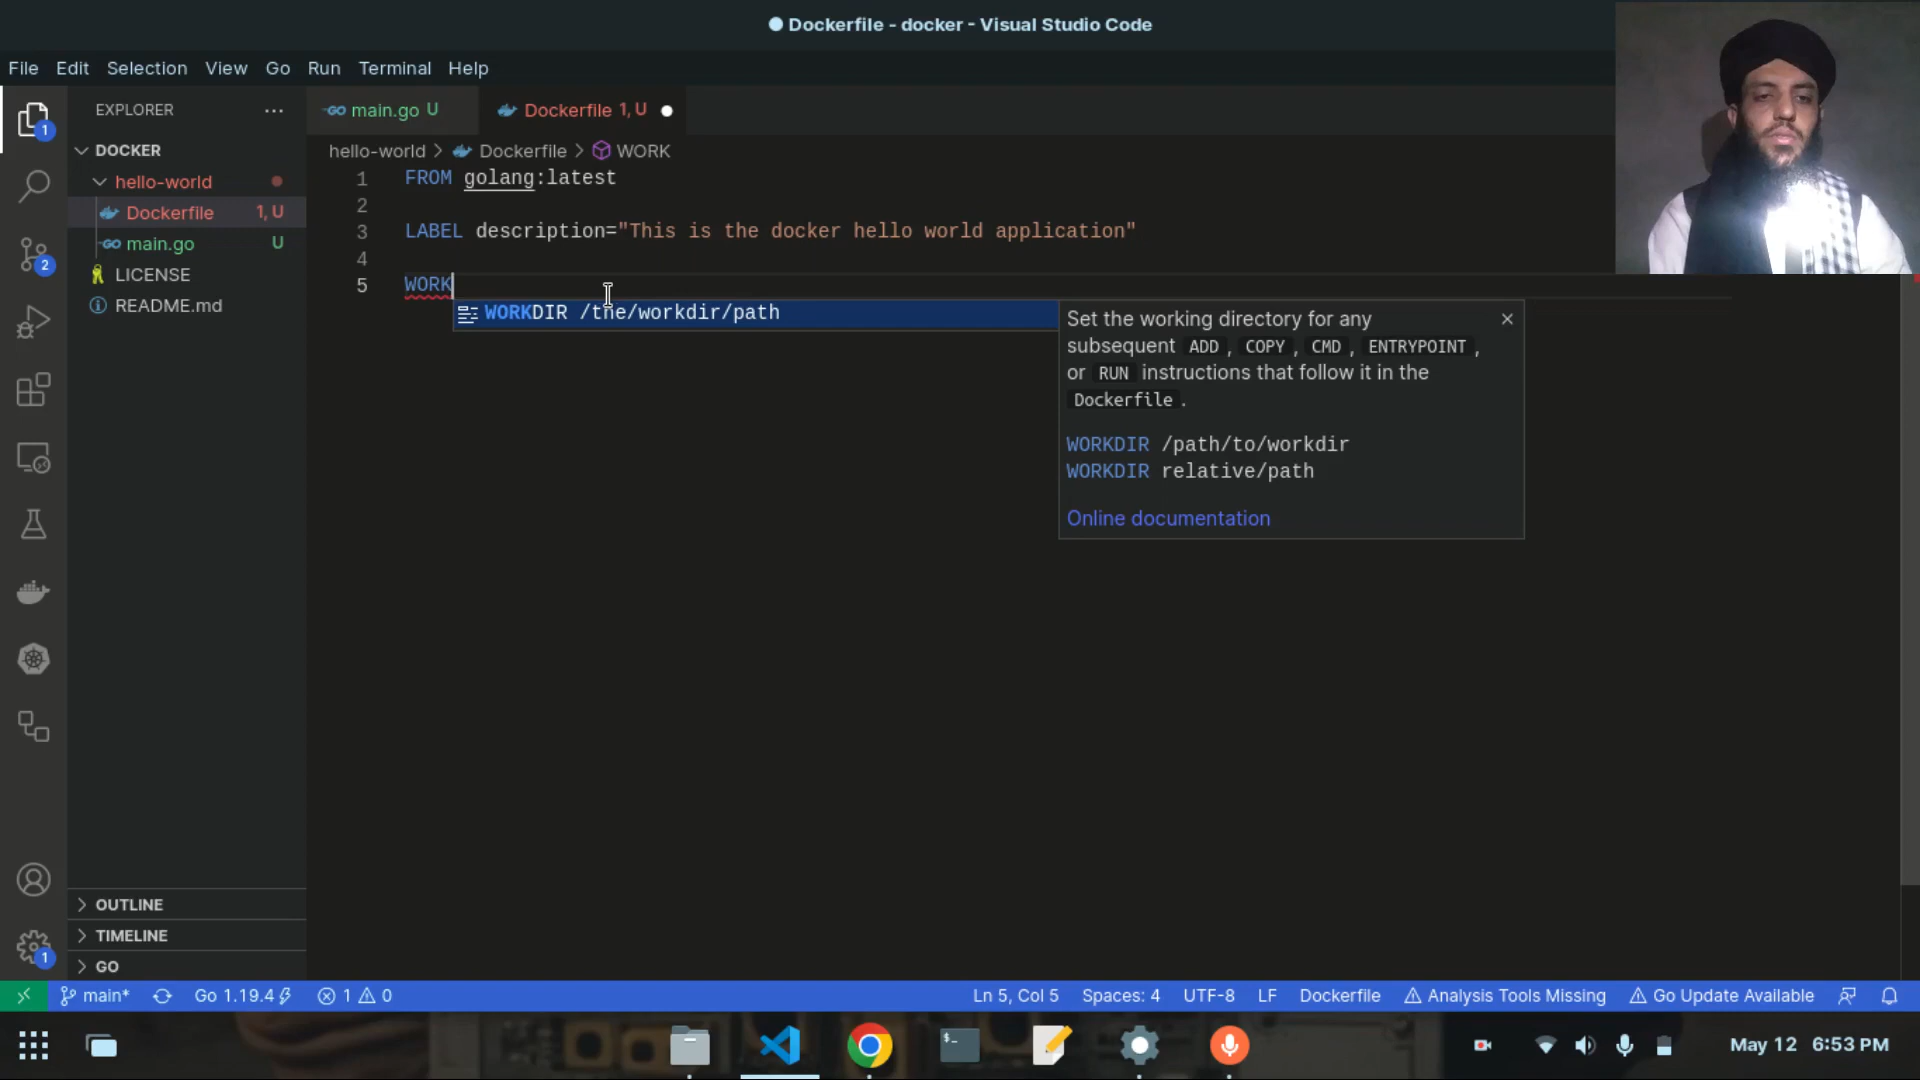 Dockerfile - docker - Visual Studio Code
File Edit Selection View Go Run Terminal Help
EXPLORER
main.go U
Dockerfile 1, U
DOCKER
hello-world > Dockerfile > WORK
hello-world
Dockerfile 1, U
main.go U
LICENSE
README.md
1 FROM golang:latest
2
3 LABEL description="This is the docker hello world application"
4
5 WORK
WORKDIR /the/workdir/path
Set the working directory for any
subsequent ADD, COPY, CMD, ENTRYPOINT,
or RUN instructions that follow it in the
Dockerfile.
WORKDIR /path/to/workdir
WORKDIR relative/path
Online documentation
1
2
1
OUTLINE
TIMELINE
GO
main* Go 1.19.4 1 0 Ln 5, Col 5 Spaces: 4 UTF-8 LF Dockerfile Analysis Tools Missing Go Update Available
May 12 6:53 PM